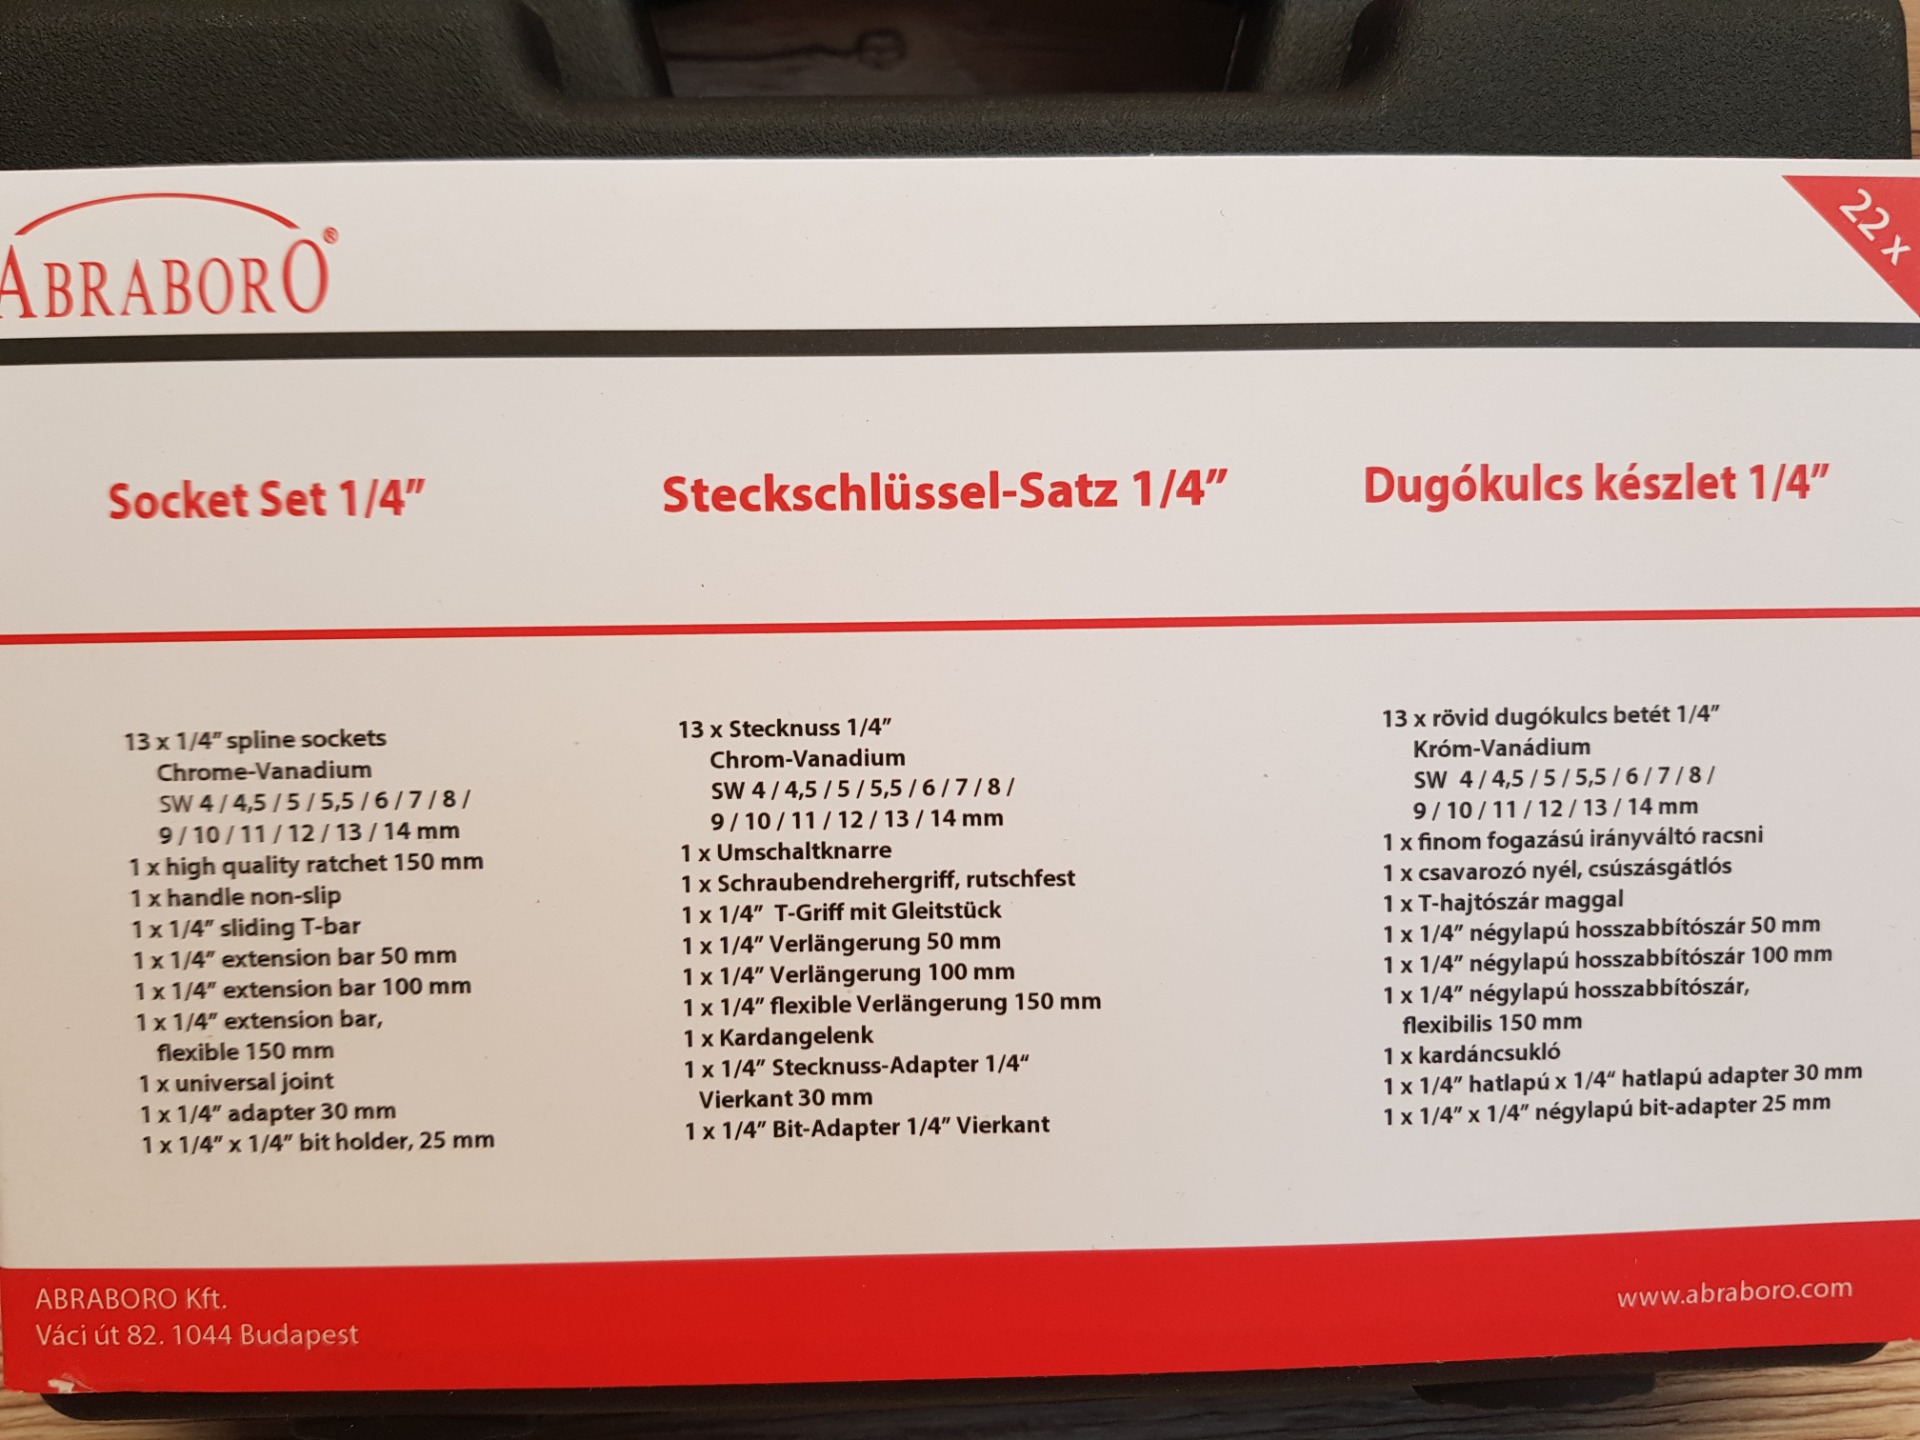 ABRABORO®
22 x
Socket Set 1/4”
13 x 1/4” spline sockets
Chrome-Vanadium
SW 4 / 4,5 / 5 / 5,5 / 6 / 7 / 8 /
9 / 10 / 11 / 12 / 13 / 14 mm
1 x high quality ratchet 150 mm
1 x handle non-slip
1 x 1/4” sliding T-bar
1 x 1/4” extension bar 50 mm
1 x 1/4” extension bar 100 mm
1 x 1/4” extension bar,
flexible 150 mm
1 x universal joint
1 x 1/4” adapter 30 mm
1 x 1/4” x 1/4” bit holder, 25 mm
Steckschlüssel-Satz 1/4”
13 x Stecknuss 1/4”
Chrom-Vanadium
SW 4 / 4,5 / 5 / 5,5 / 6 / 7 / 8 /
9 / 10 / 11 / 12 / 13 / 14 mm
1 x Umschaltknarre
1 x Schraubendrehergriff, rutschfest
1 x 1/4” T-Griff mit Gleitstück
1 x 1/4” Verlängerung 50 mm
1 x 1/4” Verlängerung 100 mm
1 x 1/4” flexible Verlängerung 150 mm
1 x Kardangelenk
1 x 1/4” Stecknuss-Adapter 1/4“
Vierkant 30 mm
1 x 1/4” Bit-Adapter 1/4” Vierkant
Dugókulcs készlet 1/4”
13 x rövid dugókulcs betét 1/4”
Króm-Vanádium
SW 4 / 4,5 / 5 / 5,5 / 6 / 7 / 8 /
9 / 10 / 11 / 12 / 13 / 14 mm
1 x finom fogazású irányváltó racsni
1 x csavarozó nyél, csúszásgátlós
1 x T-hajtószár maggal
1 x 1/4” négylapú hosszabbítószár 50 mm
1 x 1/4” négylapú hosszabbítószár 100 mm
1 x 1/4” négylapú hosszabbítószár,
flexibilis 150 mm
1 x kardáncsukló
1 x 1/4” hatlapú x 1/4“ hatlapú adapter 30 mm
1 x 1/4” x 1/4” négylapú bit-adapter 25 mm
ABRABORO Kft.
Váci út 82. 1044 Budapest
www.abraboro.com